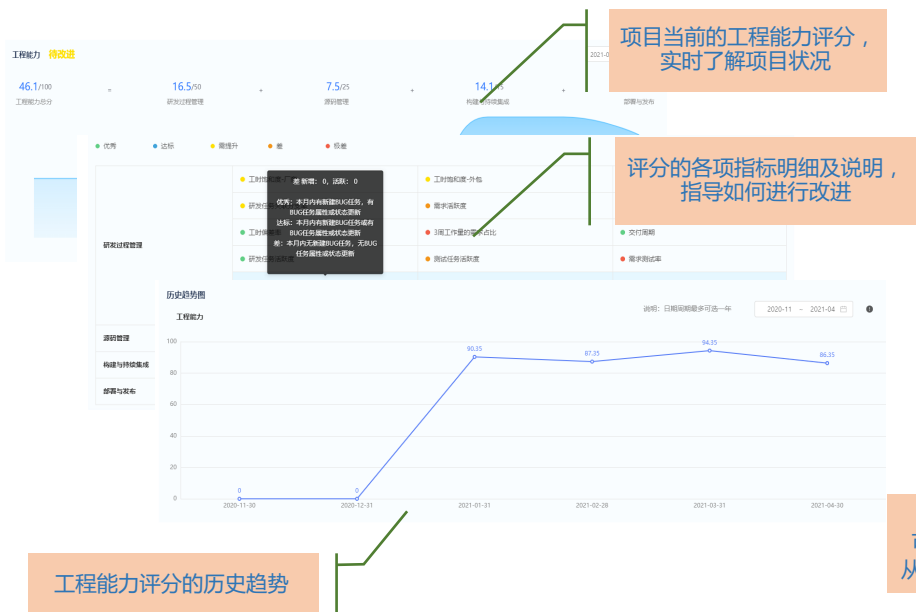 工程能力 待改进
2021-0
46.1/100 = 16.5/50 + 7.5/25 + 14.1/15 +
工程能力总分 研发过程管理 源码管理 构建与持续集成 部署与发布
项目当前的工程能力评分，
实时了解项目状况
优秀 达标 需提升 差 极差
评分的各项指标明细及说明，
指导如何进行改进
差 新增：0，活跃：0
优秀：本月内有新建BUG任务，有
BUG任务属性或状态更新
达标：本月内有新建BUG任务或有
BUG任务属性或状态更新
差：本月内无新建BUG任务，无BUG
任务属性或状态更新
研发过程管理
工时饱和度-外包
需求活跃度
3周工作量的需求占比 交付周期
测试任务活跃度 需求测试率
源码管理
构建与持续集成
部署与发布
历史趋势图
工程能力
说明：日期周期最多可选一年 2020-11 ~ 2021-04
100
80
60
40
20
0
0 0 90.35 87.35 94.35 86.35
2020-11-30 2020-12-31 2021-01-31 2021-02-28 2021-03-31 2021-04-30
工程能力评分的历史趋势
从